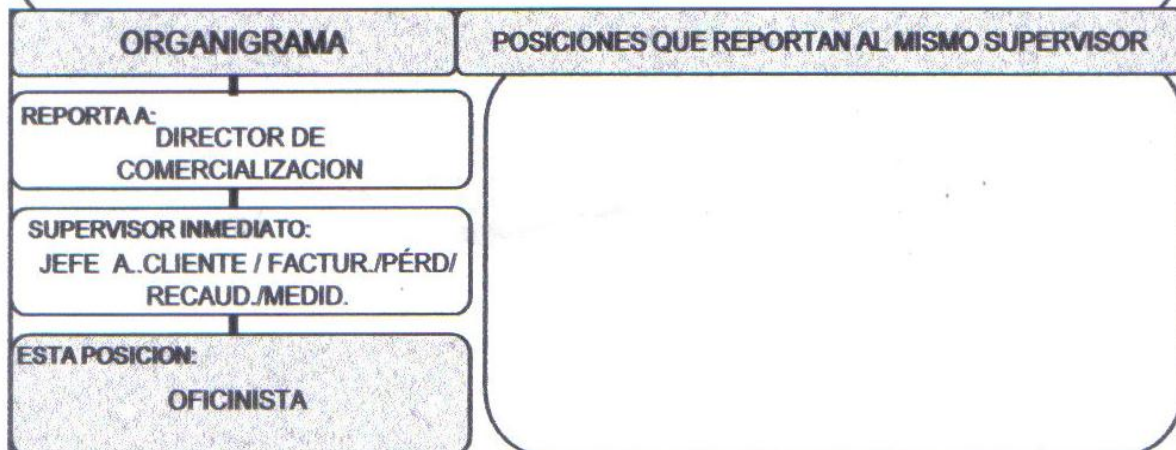 ORGANIGRAMA
POSICIONES QUE REPORTAN AL MISMO SUPERVISOR
REPORTA A:
DIRECTOR DE
COMERCIALIZACION
SUPERVISOR INMEDIATO:
JEFE A..CLIENTE / FACTUR./PÉRD/
RECAUD./MEDID.
ESTA POSICION:
OFICINISTA